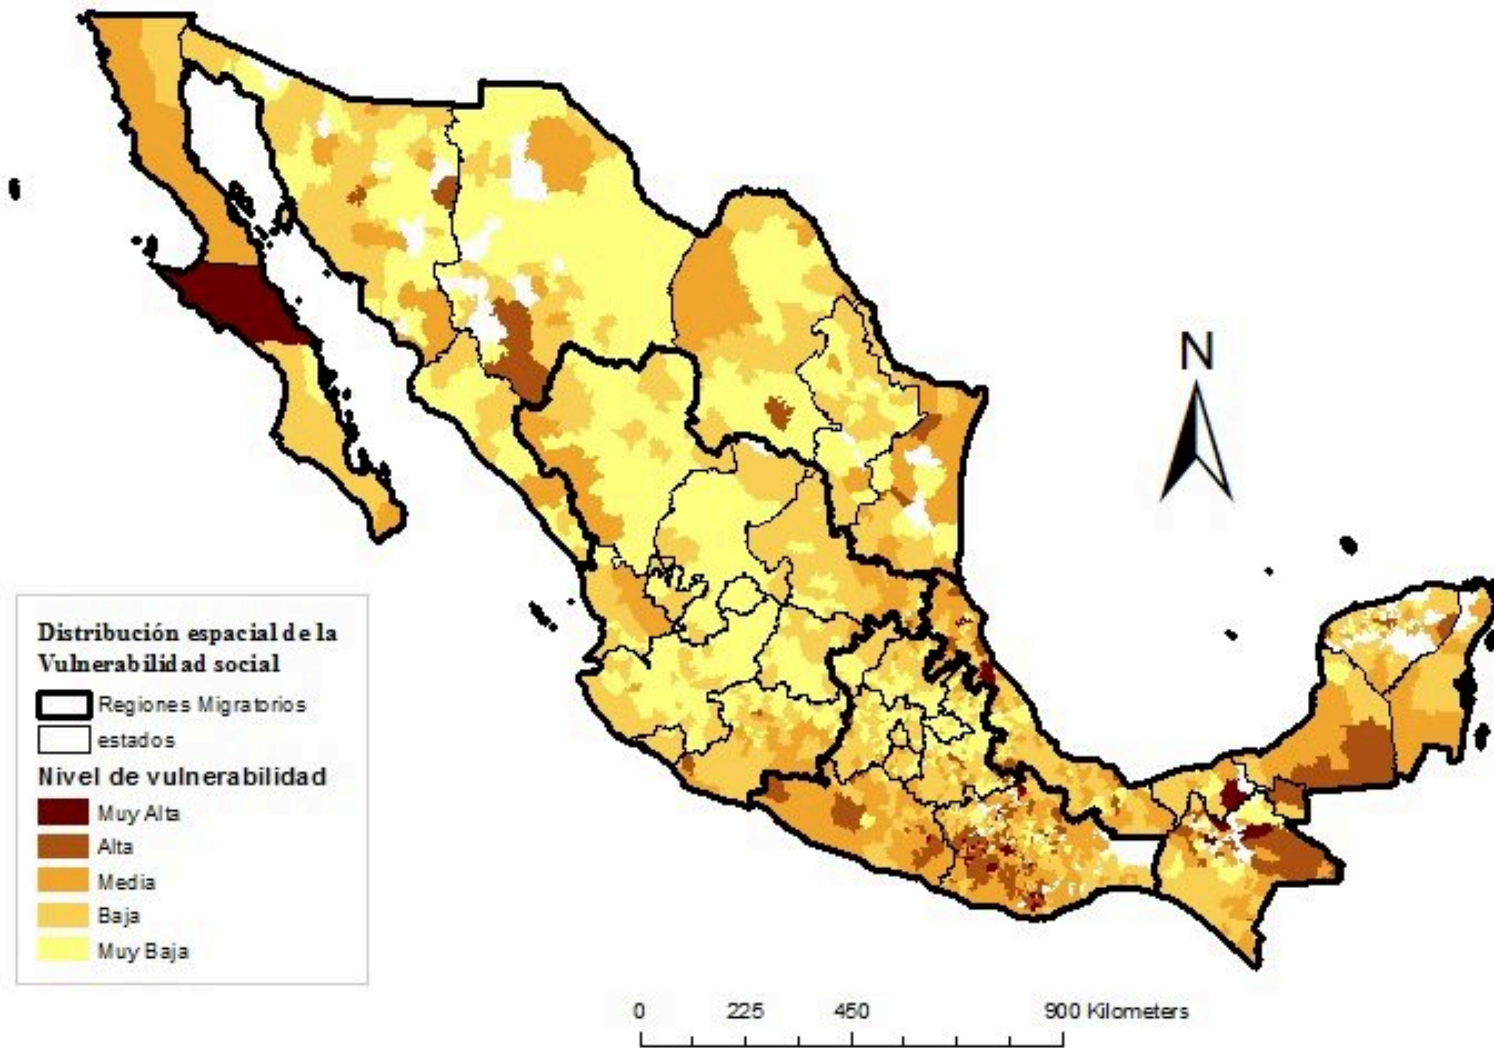 N
Distribución espacial de la
Vulnerabilidad social
Regiones Migratorios
estados
Nivel de vulnerabilidad
Muy Alta
Alta
Media
Baja
Muy Baja
0 225 450 900 Kilometers